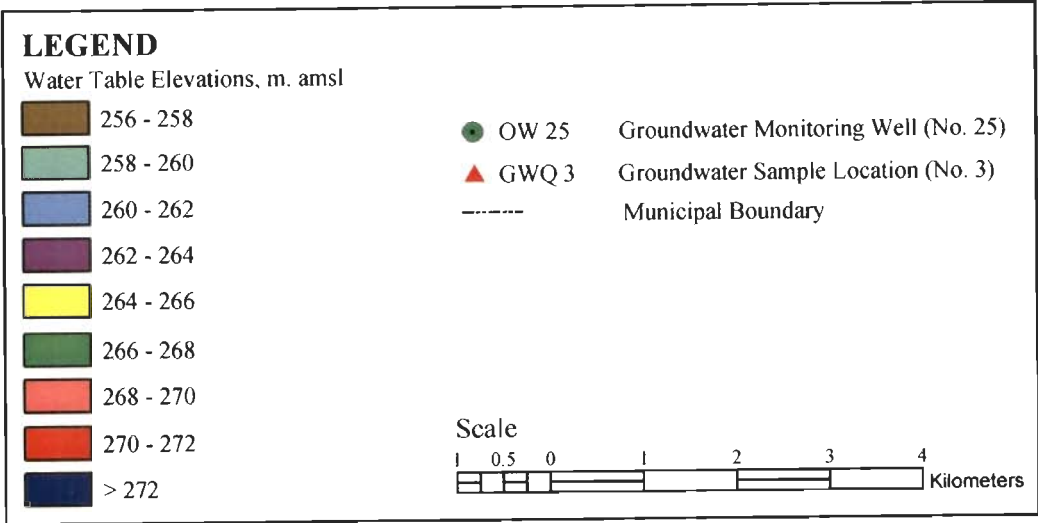 LEGEND
Water Table Elevations, m. amsl
256 - 258
258 - 260
260 - 262
262 - 264
264 - 266
266 - 268
268 - 270
270 - 272
> 272
OW 25 Groundwater Monitoring Well (No. 25)
GWQ 3 Groundwater Sample Location (No. 3)
Municipal Boundary
Scale
1 0.5 0 1 2 3 4
Kilometers